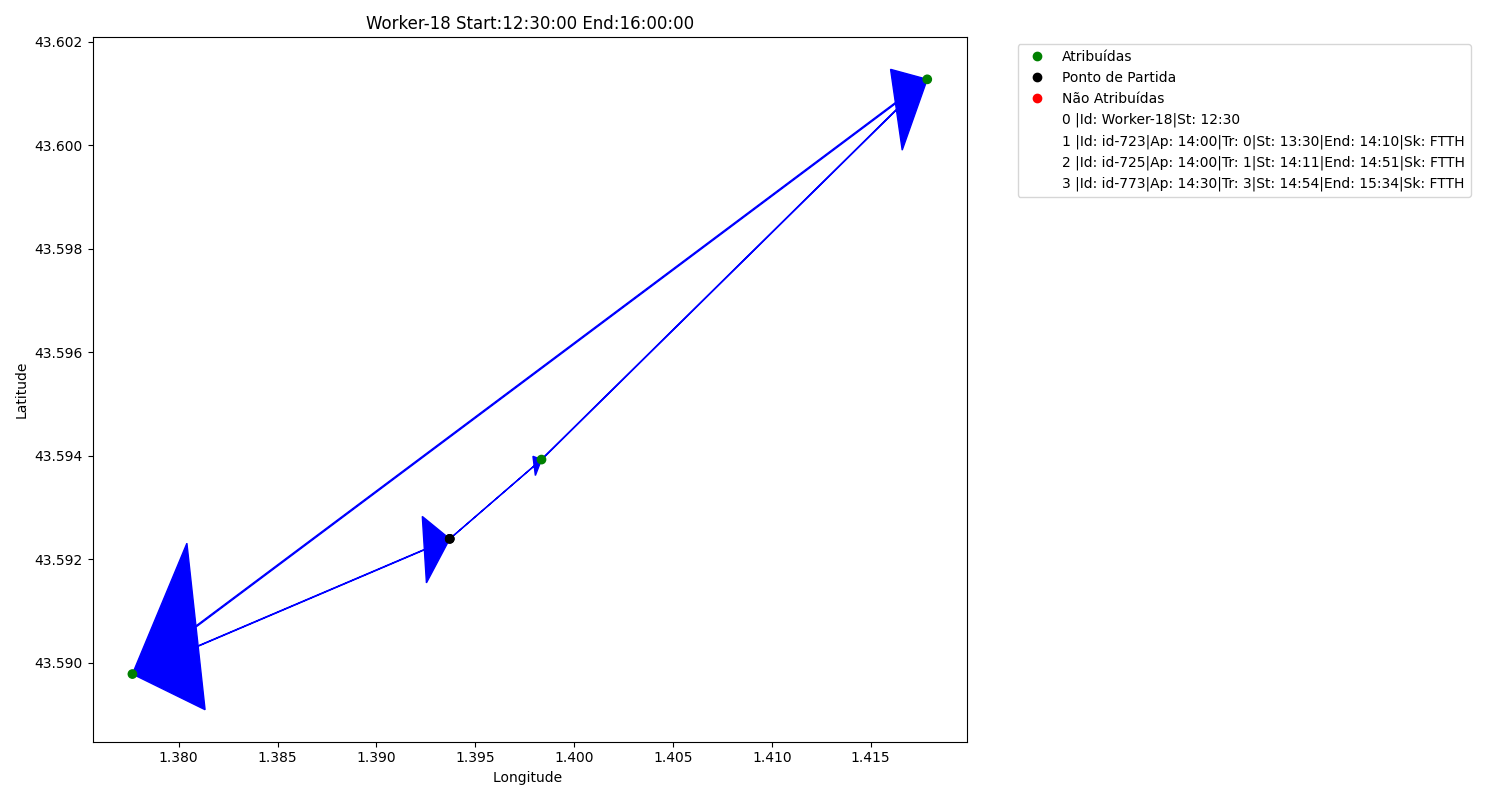 Worker-18 Start:12:30:00 End:16:00:00
43.602
43.600
43.598
43.596
43.594
43.592
43.590
Latitude
1.380 1.385 1.390 1.395 1.400 1.405 1.410 1.415
Longitude
Atribuídas
Ponto de Partida
Não Atribuídas
0 |Id: Worker-18|St: 12:30
1 |Id: id-723|Ap: 14:00|Tr: 0|St: 13:30|End: 14:10|Sk: FTTH
2 |Id: id-725|Ap: 14:00|Tr: 1|St: 14:11|End: 14:51|Sk: FTTH
3 |Id: id-773|Ap: 14:30|Tr: 3|St: 14:54|End: 15:34|Sk: FTTH